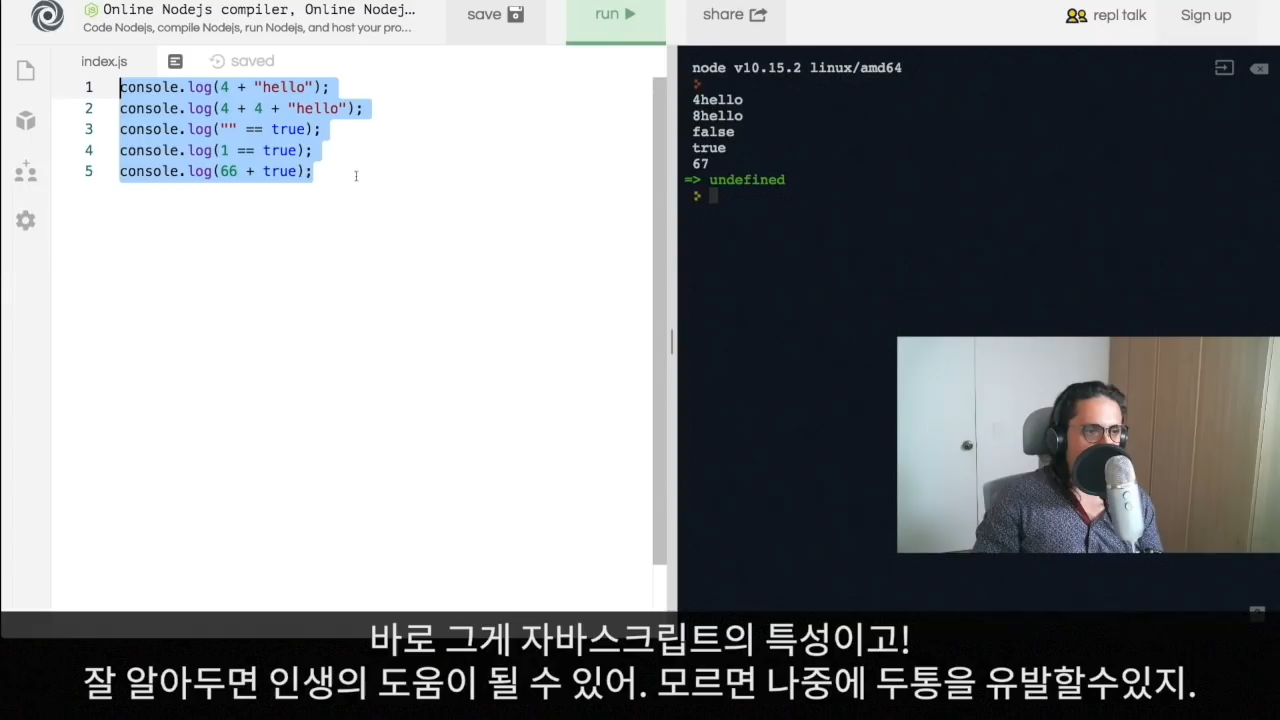 Online Nodejs compiler, Online Nodej...
Code Nodejs, compile Nodejs, run Nodejs, and host your pro...
save
run
share
repl talk
Sign up
index.js
saved
1 console.log(4 + "hello");
2 console.log(4 + 4 + "hello");
3 console.log("" == true);
4 console.log(1 == true);
5 console.log(66 + true);
node v10.15.2 linux/amd64
4hello
8hello
false
true
67
=> undefined
바로 그게 자바스크립트의 특성이고!
잘 알아두면 인생의 도움이 될 수 있어. 모르면 나중에 두통을 유발할수있지.